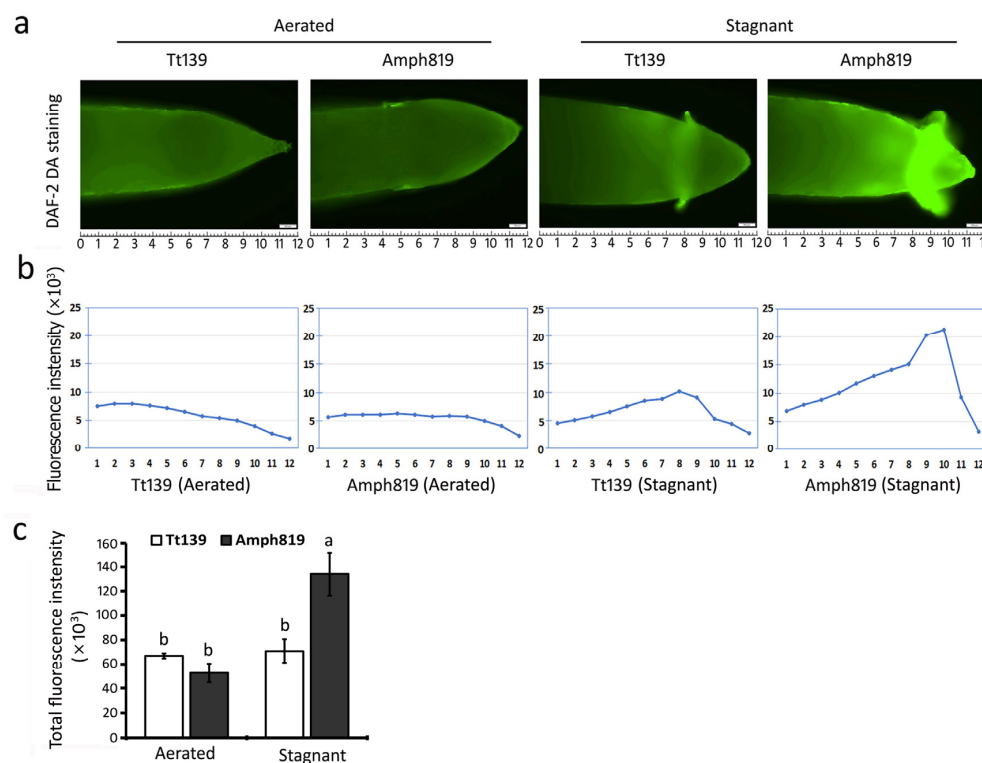 a
Aerated
Stagnant
Tt139
Amph819
Tt139
Amph819
DAF-2 DA staining
0 1 2 3 4 5 6 7 8 9 10 11 12
0 1 2 3 4 5 6 7 8 9 10 11 12
0 1 2 3 4 5 6 7 8 9 10 11 12
0 1 2 3 4 5 6 7 8 9 10 11 1
b
Fluorescence instensity (×10³)
25
20
15
10
5
0
1 2 3 4 5 6 7 8 9 10 11 12
Tt139 (Aerated)
25
20
15
10
5
0
1 2 3 4 5 6 7 8 9 10 11 12
Amph819 (Aerated)
25
20
15
10
5
0
1 2 3 4 5 6 7 8 9 10 11 12
Tt139 (Stagnant)
25
20
15
10
5
0
1 2 3 4 5 6 7 8 9 10 11 12
Amph819 (Stagnant)
c
Total fluorescence instensity
(×10³)
Tt139 Amph819
160
140
120
100
80
60
40
20
0
b
b
b
a
Aerated
Stagnant